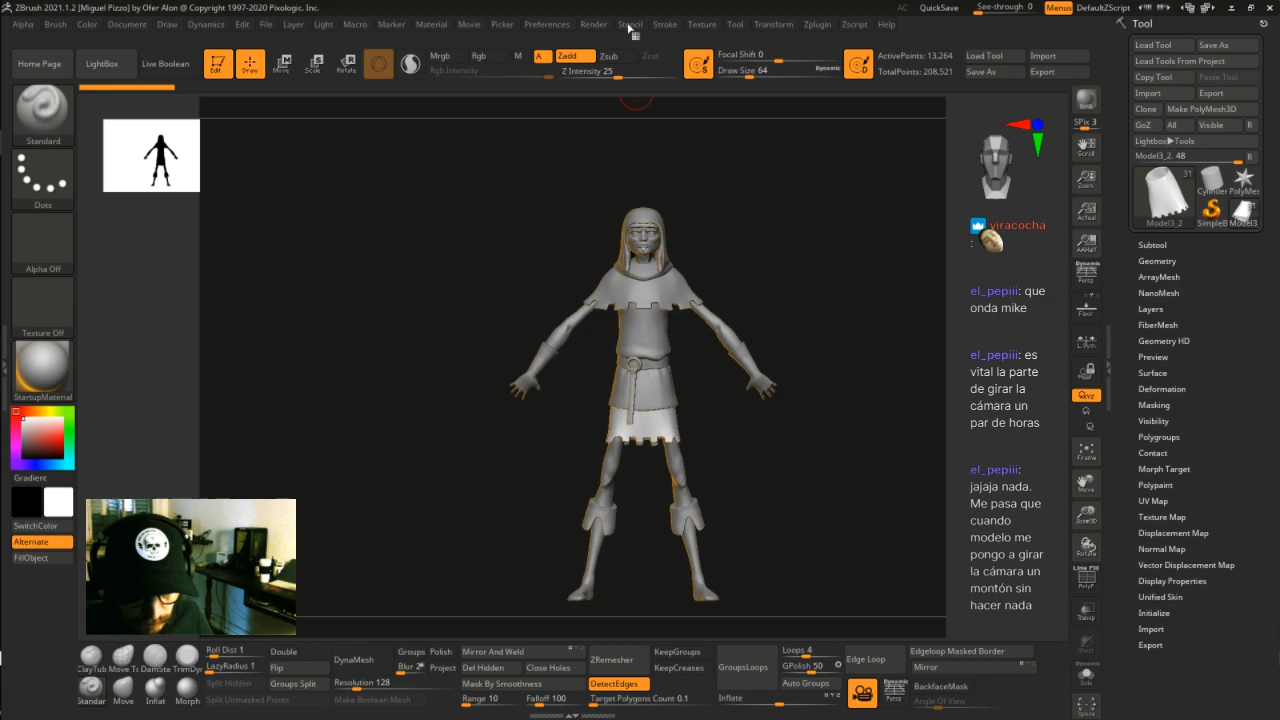 ZBrush 2021.1.2 [Miguel Pizzo] by Ofer Alon @ Copyright 1997-2020 Pixologic, Inc.
AC QuickSave See-through 0 Menus DefaultZScript
Alpha Brush Color Document Draw Dynamics Edit File Layer Light Macro Marker Material Movie Picker Preferences Render Stencil Stroke Texture Tool Transform Zplugin Zscript Help
Home Page
LightBox
Live Boolean
Edit
Draw
Move
Scale
Rotate
Mrgb Rgb M
Rgb Intensity
A Zadd Zsub Zcut
Z Intensity 25
S
Focal Shift 0
Draw Size 64
Dynamic
D
ActivePoints: 13,264
TotalPoints: 208,521
Load Tool Import
Save As Export
Standard
Dots
Alpha Off
Texture Off
StartupMaterial
Gradient
SwitchColor
Alternate
FillObject
viracocha
:
el_pepiii: que
onda mike
el_pepiii: es
vital la parte
de girar la
cámara un
par de horas
el_pepiii:
jajaja nada.
Me pasa que
cuando
modelo me
pongo a girar
la cámara un
montón sin
hacer nada
SPix 3
Scroll
Zoom
Actual
AAHalf
Dynamic
Persp
Floor
L.Sym
XYZ
Frame
Move
Zoom3D
Rotate
Line Fill
PolyF
Transp
Ghost
Dynamic
Solo
Xpose
Tool
Load Tool Save As
Load Tools From Project
Copy Tool Paste Tool
Import Export
Clone Make PolyMesh3D
GoZ All Visible R
Lightbox▶Tools
Model3_2. 48 R
31
Cylinder PolyMes
31
Model3_2 SimpleB Model3_
Subtool
Geometry
ArrayMesh
NanoMesh
Layers
FiberMesh
Geometry HD
Preview
Surface
Deformation
Masking
Visibility
Polygroups
Contact
Morph Target
Polypaint
UV Map
Texture Map
Displacement Map
Normal Map
Vector Displacement Map
Display Properties
Unified Skin
Initialize
Import
Export
ClayTub Move To DamSta TrimDy
Standar Move Inflat Morph
Roll Dist 1
LazyRadius 1
Split Hidden
Split Unmasked Points
Double
Flip
Groups Split
DynaMesh
Resolution 128
Make Boolean Mesh
Groups Polish
Blur 2 Project
Mirror And Weld
Del Hidden Close Holes
Mask By Smoothness
Range 10 Falloff 100
ZRemesher
DetectEdges
Target Polygons Count 0.1
KeepGroups
KeepCreases
GroupsLoops
Inflate
Loops 4
GPolish 50
Auto Groups
Edge Loop
Persp
Edgeloop Masked Border
Mirror
BackfaceMask
Angle Of View